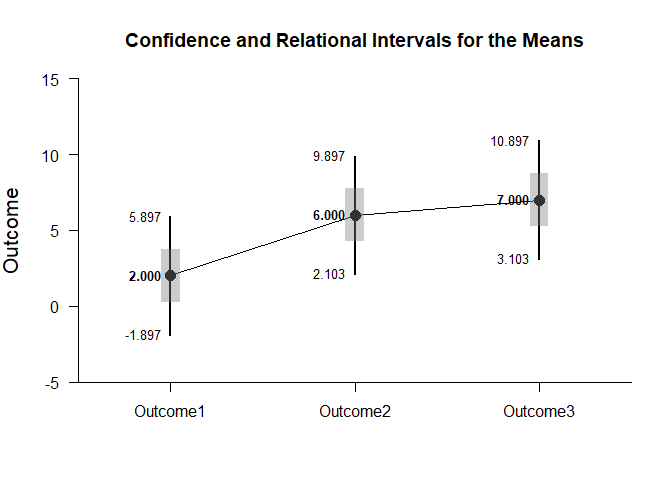 Confidence and Relational Intervals for the Means
Outcome
15
10
5
0
-5
5.897
2.000
-1.897
9.897
6.000
2.103
10.897
7.000
3.103
Outcome1
Outcome2
Outcome3